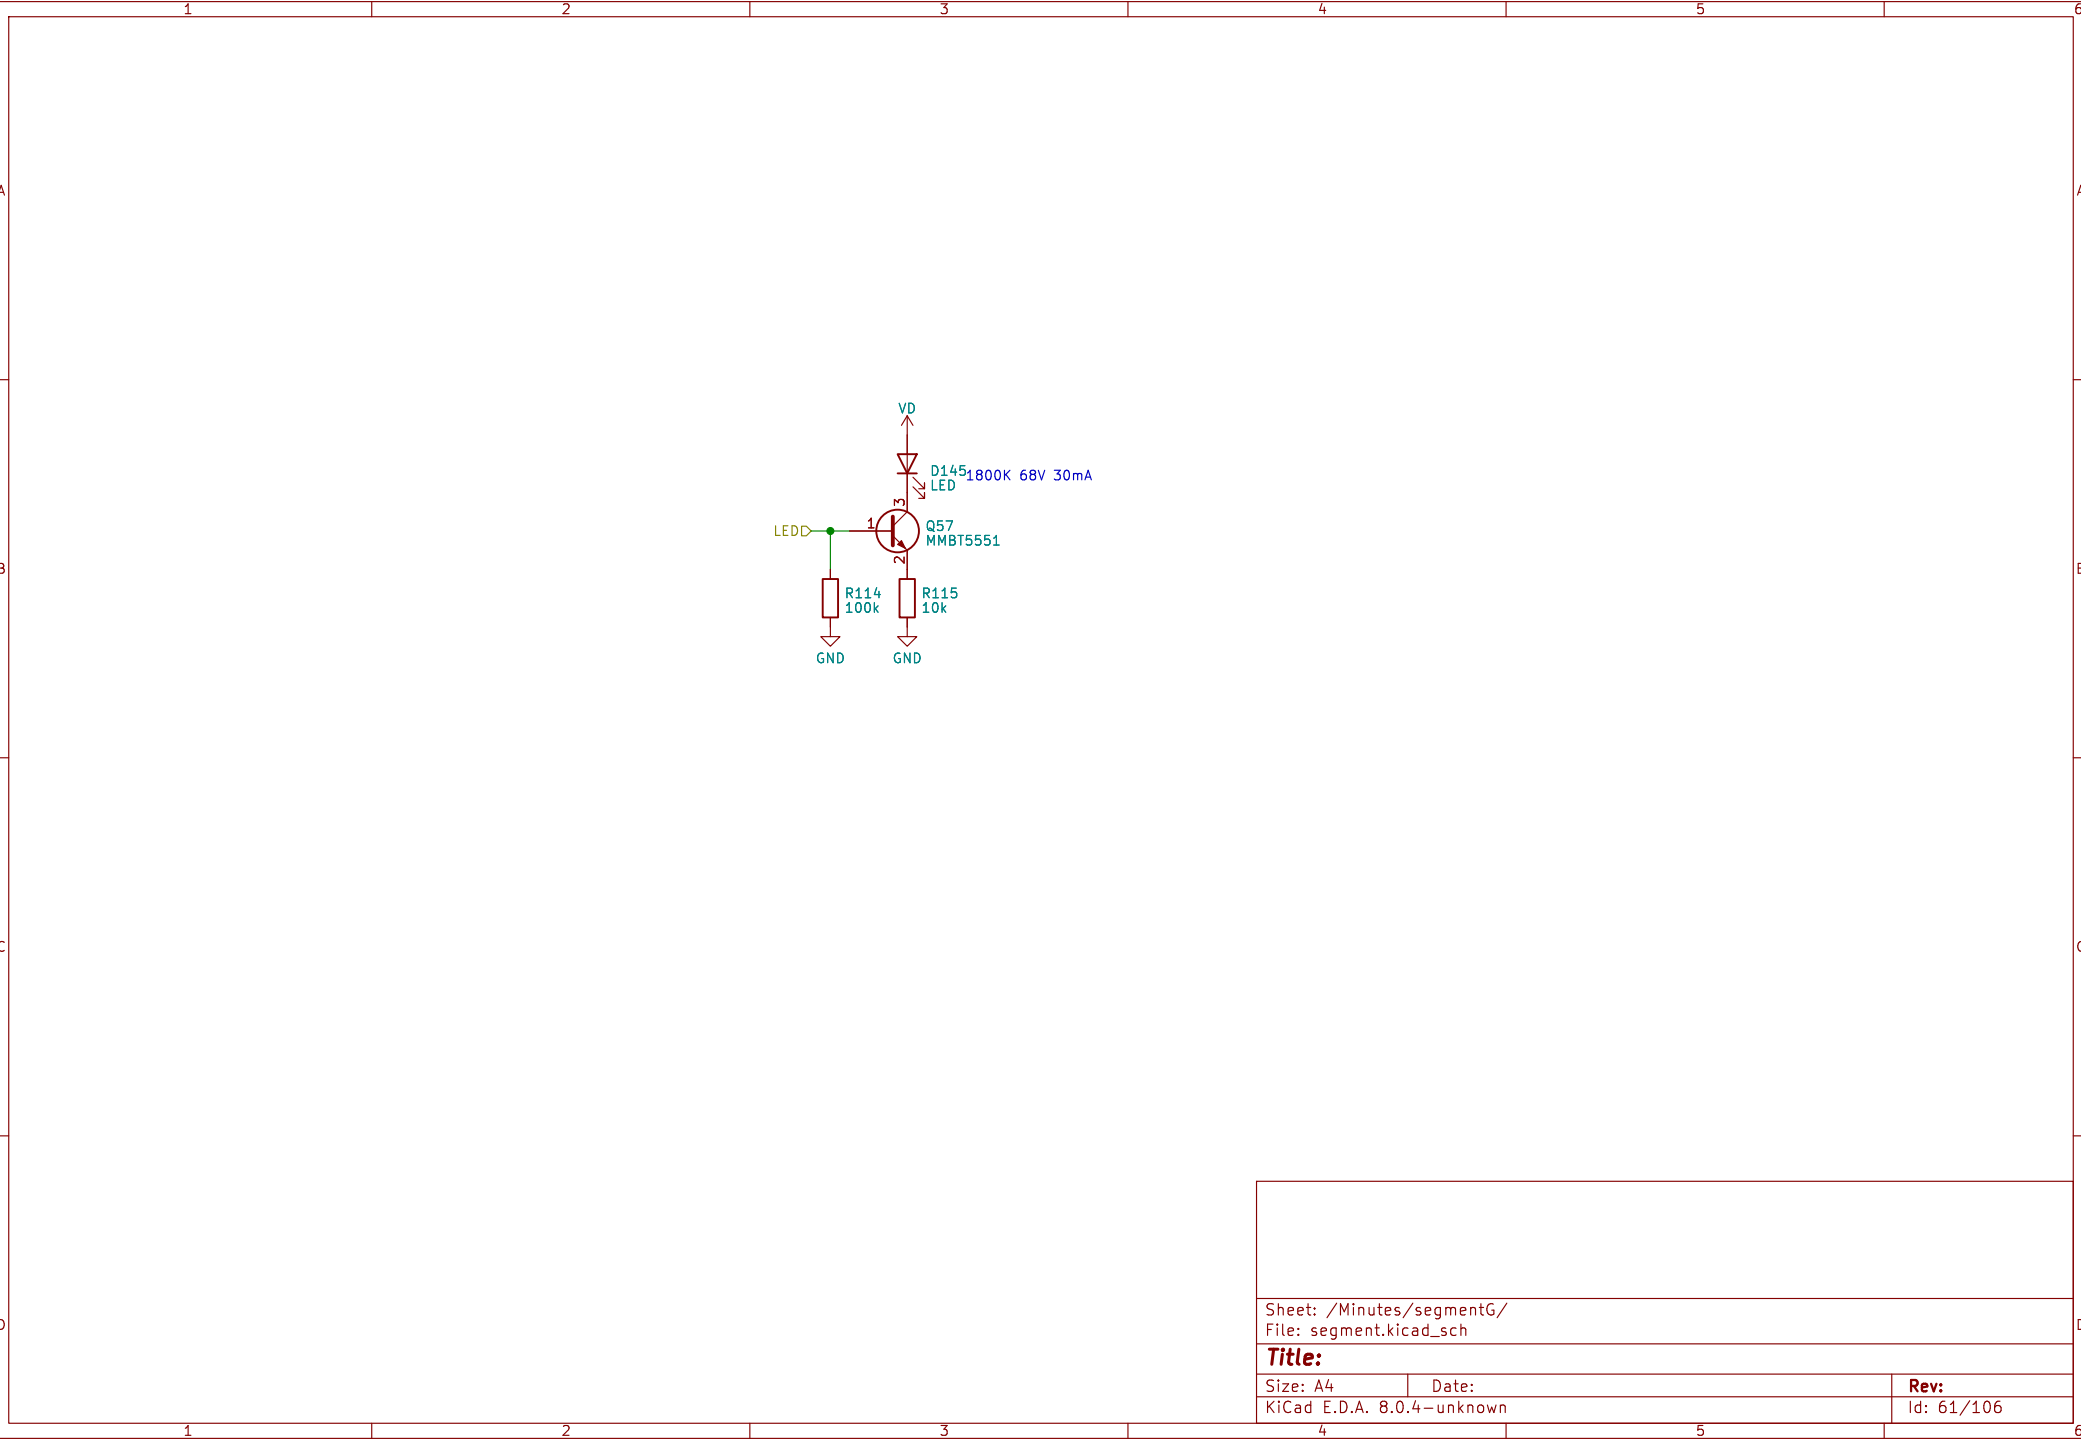 1 2 3 4 5 6
A A
VD
D145
LED
1800K 68V 30mA
3
LED
1
Q57
MMBT5551
2
B B
R114
100k
R115
10k
GND
GND
C C
Sheet: /Minutes/segmentG/
File: segment.kicad_sch
D D
Title:
Size: A4
Date:
Rev:
KiCad E.D.A. 8.0.4-unknown
Id: 61/106
1 2 3 4 5 6